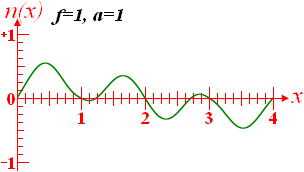 n(x) f=1, a=1
+1
0 1 2 3 4 x
-1